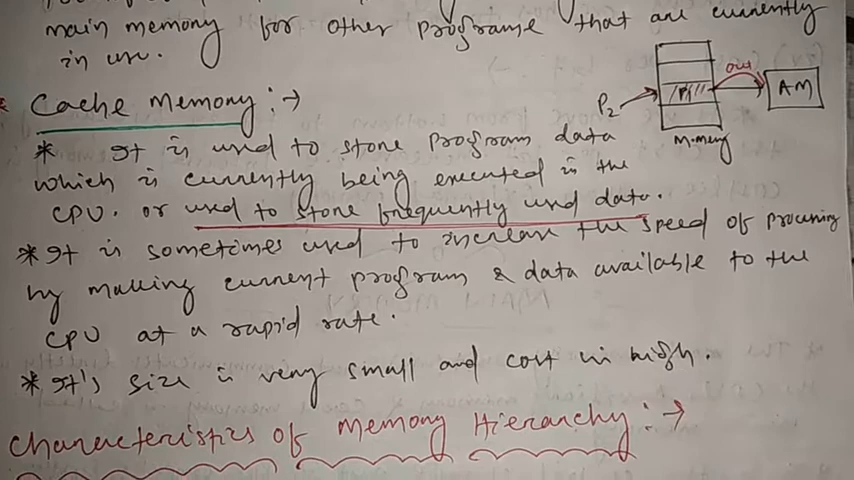 main memory for other programs that are currently
in use.
out
P1
AM
P2
M.memory
Cache Memory :→
* It is used to store program data
which is currently being executed in the
CPU. or used to store frequently used data.
* It is sometimes used to increase the speed of processing
by making current program & data available to the
CPU at a rapid rate.
* It's size is very small and cost is high.
Characteristics of Memory Hierarchy :→